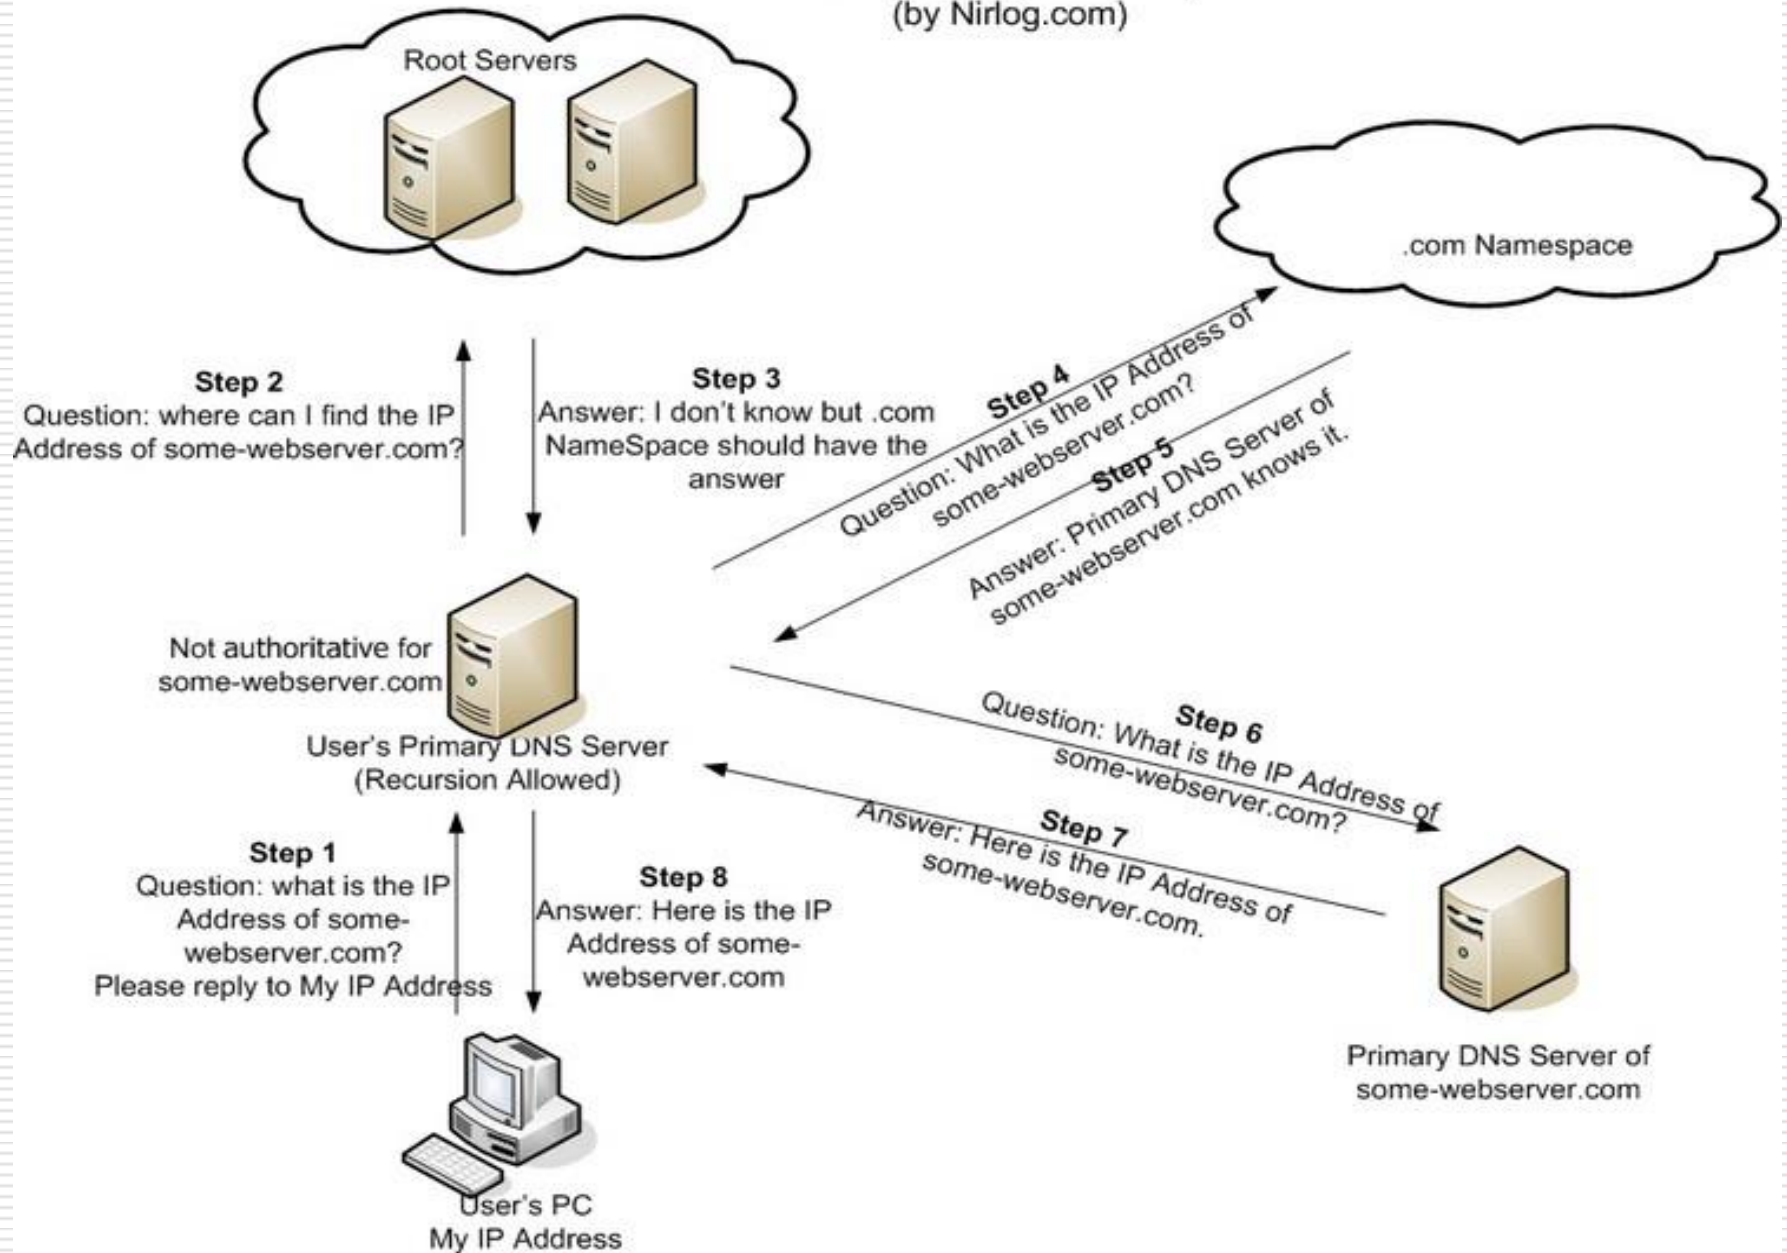 (by Nirlog.com)
Root Servers
.com Namespace
Step 2
Question: where can I find the IP
Address of some-webserver.com?
Step 3
Answer: I don't know but .com
NameSpace should have the
answer
Step 4
Question: What is the IP Address of
some-webserver.com?
Step 5
Answer: Primary DNS Server of
some-webserver.com knows it.
Not authoritative for
some-webserver.com
User's Primary DNS Server
(Recursion Allowed)
Step 6
Question: What is the IP Address of
some-webserver.com?
Step 7
Answer: Here is the IP Address of
some-webserver.com.
Step 1
Question: what is the IP
Address of some-
webserver.com?
Please reply to My IP Address
Step 8
Answer: Here is the IP
Address of some-
webserver.com
Primary DNS Server of
some-webserver.com
User's PC
My IP Address